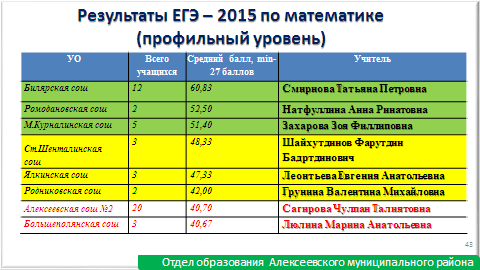 Результаты ЕГЭ – 2015 по математике
(профильный уровень)
УО Всего учащихся Средний балл, min-27 баллов Учитель
Билярская сош 12 60,83 Смирнова Татьяна Петровна
Ромодановская сош 2 52,50 Натфуллина Анна Ринатовна
М.Курналинская сош 5 51,40 Захарова Зоя Филлиповна
Ст.Шенталинская сош 3 48,33 Шайхутдинов Фарутдин Бадртдинович
Ялкинская сош 3 47,33 Леонтьева Евгения Анатольевна
Родниковская сош 2 42,00 Грунина Валентина Михайловна
Алексеевская сош №2 20 40,70 Сагирова Чулпан Талиятовна
Большеполянская сош 3 40,67 Люлина Марина Анатольевна
43
Отдел образования Алексеевского муниципального района